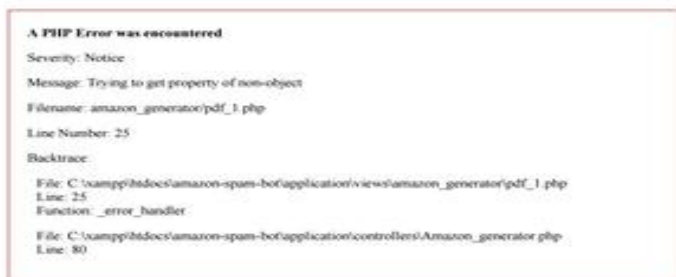 A PHP Error was encountered
Severity: Notice
Message: Trying to get property of non-object
Filename: amazon_generator/pdf_1.php
Line Number: 25
Backtrace:
File: C:\xampp\htdocs\amazon-spam-bot\application\views\amazon_generator\pdf_1.php
Line: 25
Function: _error_handler
File: C:\xampp\htdocs\amazon-spam-bot\application\controllers\Amazon_generator.php
Line: 80